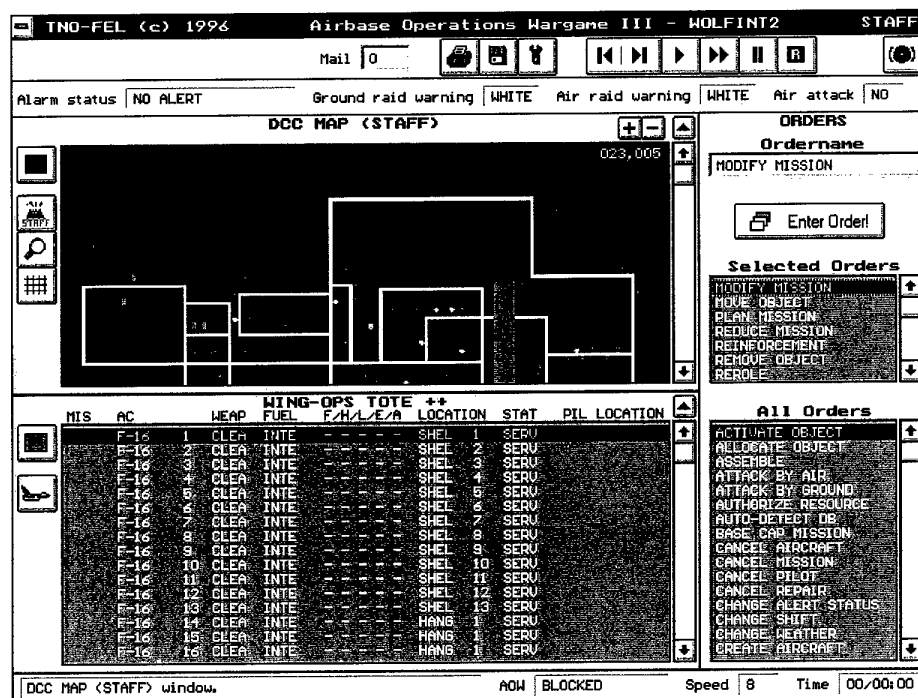 TNO-FEL (c) 1996 Airbase Operations Wargame III - WOLFINT2 STAFF
Mail 0
Alarm status NO ALERT Ground raid warning WHITE Air raid warning WHITE Air attack NO
DCC MAP (STAFF)
023,005
STAFF
ORDERS
Ordername
MODIFY MISSION
Enter Order!
Selected Orders
MODIFY MISSION
MOVE OBJECT
PLAN MISSION
REDUCE MISSION
REINFORCEMENT
REMOVE OBJECT
REROLE
WING-OPS TOTE ++
MIS AC WEAP FUEL F/H/L/E/A LOCATION STAT PIL LOCATION
F-16 1 CLEA INTE - - - - - SHEL 1 SERV
F-16 2 CLEA INTE - - - - - SHEL 2 SERV
F-16 3 CLEA INTE - - - - - SHEL 3 SERV
F-16 4 CLEA INTE - - - - - SHEL 4 SERV
F-16 5 CLEA INTE - - - - - SHEL 5 SERV
F-16 6 CLEA INTE - - - - - SHEL 6 SERV
F-16 7 CLEA INTE - - - - - SHEL 7 SERV
F-16 8 CLEA INTE - - - - - SHEL 8 SERV
F-16 9 CLEA INTE - - - - - SHEL 9 SERV
F-16 10 CLEA INTE - - - - - SHEL 10 SERV
F-16 11 CLEA INTE - - - - - SHEL 11 SERV
F-16 12 CLEA INTE - - - - - SHEL 12 SERV
F-16 13 CLEA INTE - - - - - SHEL 13 SERV
F-16 14 CLEA INTE - - - - - HANG 1 SERV
F-16 15 CLEA INTE - - - - - HANG 1 SERV
F-16 16 CLEA INTE - - - - - HANG 1 SERV
All Orders
ACTIVATE OBJECT
ALLOCATE OBJECT
ASSEMBLE
ATTACK BY AIR
ATTACK BY GROUND
AUTHORIZE RESOURCE
AUTO-DETECT DB
BASE CAP MISSION
CANCEL AIRCRAFT
CANCEL MISSION
CANCEL PILOT
CANCEL REPAIR
CHANGE ALERT STATUS
CHANGE SHIFT
CHANGE WEATHER
CREATE AIRCRAFT
DCC MAP (STAFF) window. AOW BLOCKED Speed 8 Time 00/00:00